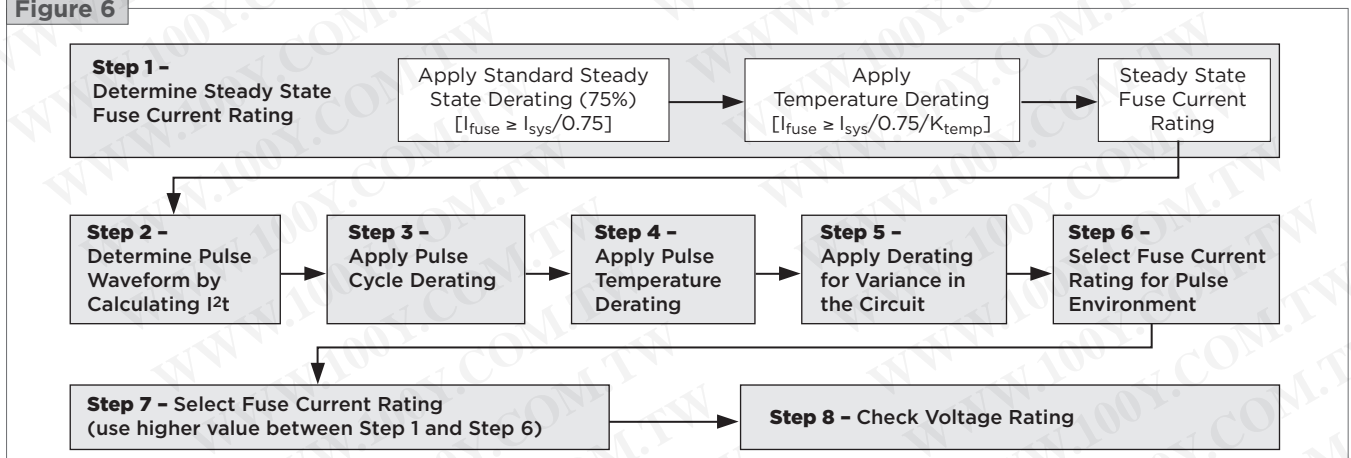 Figure 6
Step 1 –
Determine Steady State
Fuse Current Rating
Apply Standard Steady
State Derating (75%)
[Ifuse ≥ Isys/0.75]
Apply
Temperature Derating
[Ifuse ≥ Isys/0.75/Ktemp]
Steady State
Fuse Current
Rating
Step 2 –
Determine Pulse
Waveform by
Calculating I²t
Step 3 –
Apply Pulse
Cycle Derating
Step 4 –
Apply Pulse
Temperature
Derating
Step 5 –
Apply Derating
for Variance in
the Circuit
Step 6 –
Select Fuse Current
Rating for Pulse
Environment
Step 7 – Select Fuse Current Rating
(use higher value between Step 1 and Step 6)
Step 8 – Check Voltage Rating
WWW.100Y.COM.TW